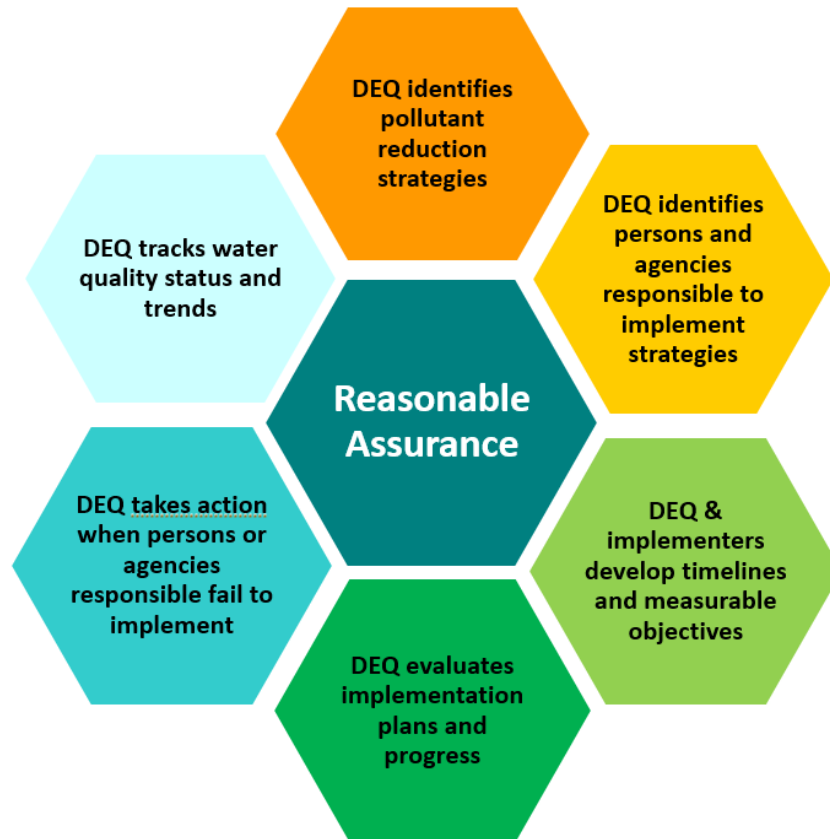 DEQ identifies
pollutant
reduction
strategies
DEQ identifies
persons and
agencies
responsible to
implement
strategies
DEQ tracks water
quality status and
trends
Reasonable
Assurance
DEQ takes action
when persons or
agencies
responsible fail to
implement
DEQ &
implementers
develop timelines
and measurable
objectives
DEQ evaluates
implementation
plans and
progress